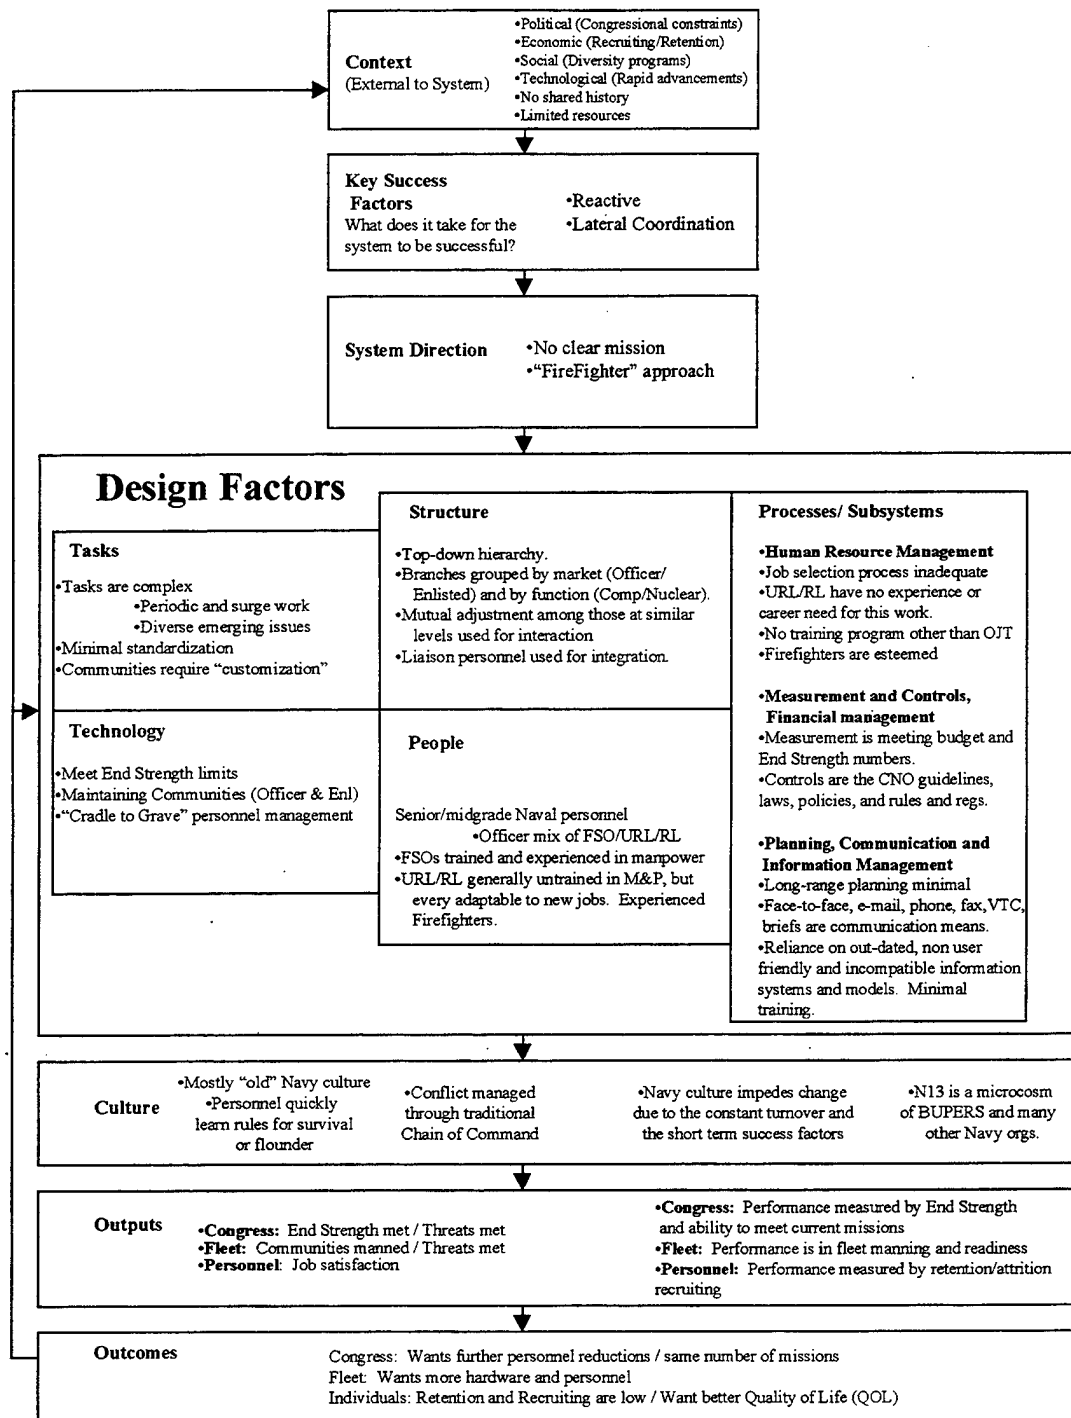 Context
(External to System)
•Political (Congressional constraints)
•Economic (Recruiting/Retention)
•Social (Diversity programs)
•Technological (Rapid advancements)
•No shared history
•Limited resources
Key Success
Factors
What does it take for the
system to be successful?
•Reactive
•Lateral Coordination
System Direction
•No clear mission
•“FireFighter” approach
Design Factors
Tasks
•Tasks are complex
•Periodic and surge work
•Diverse emerging issues
•Minimal standardization
•Communities require “customization”
Structure
•Top-down hierarchy.
•Branches grouped by market (Officer/
Enlisted) and by function (Comp/Nuclear).
•Mutual adjustment among those at similar
levels used for interaction
•Liaison personnel used for integration.
Processes/ Subsystems
•Human Resource Management
•Job selection process inadequate
•URL/RL have no experience or
career need for this work.
•No training program other than OJT
•Firefighters are esteemed
•Measurement and Controls,
Financial management
•Measurement is meeting budget and
End Strength numbers.
•Controls are the CNO guidelines,
laws, policies, and rules and regs.
•Planning, Communication and
Information Management
•Long-range planning minimal
•Face-to-face, e-mail, phone, fax,VTC,
briefs are communication means.
•Reliance on out-dated, non user
friendly and incompatible information
systems and models. Minimal
training.
Technology
•Meet End Strength limits
•Maintaining Communities (Officer & Enl)
•“Cradle to Grave” personnel management
People
Senior/midgrade Naval personnel
•Officer mix of FSO/URL/RL
•FSOs trained and experienced in manpower
•URL/RL generally untrained in M&P, but
every adaptable to new jobs. Experienced
Firefighters.
Culture
•Mostly “old” Navy culture
•Personnel quickly
learn rules for survival
or flounder
•Conflict managed
through traditional
Chain of Command
•Navy culture impedes change
due to the constant turnover and
the short term success factors
•N13 is a microcosm
of BUPERS and many
other Navy orgs.
Outputs
•Congress: End Strength met / Threats met
•Fleet: Communities manned / Threats met
•Personnel: Job satisfaction
•Congress: Performance measured by End Strength
and ability to meet current missions
•Fleet: Performance is in fleet manning and readiness
•Personnel: Performance measured by retention/attrition
recruiting
Outcomes
Congress: Wants further personnel reductions / same number of missions
Fleet: Wants more hardware and personnel
Individuals: Retention and Recruiting are low / Want better Quality of Life (QOL)